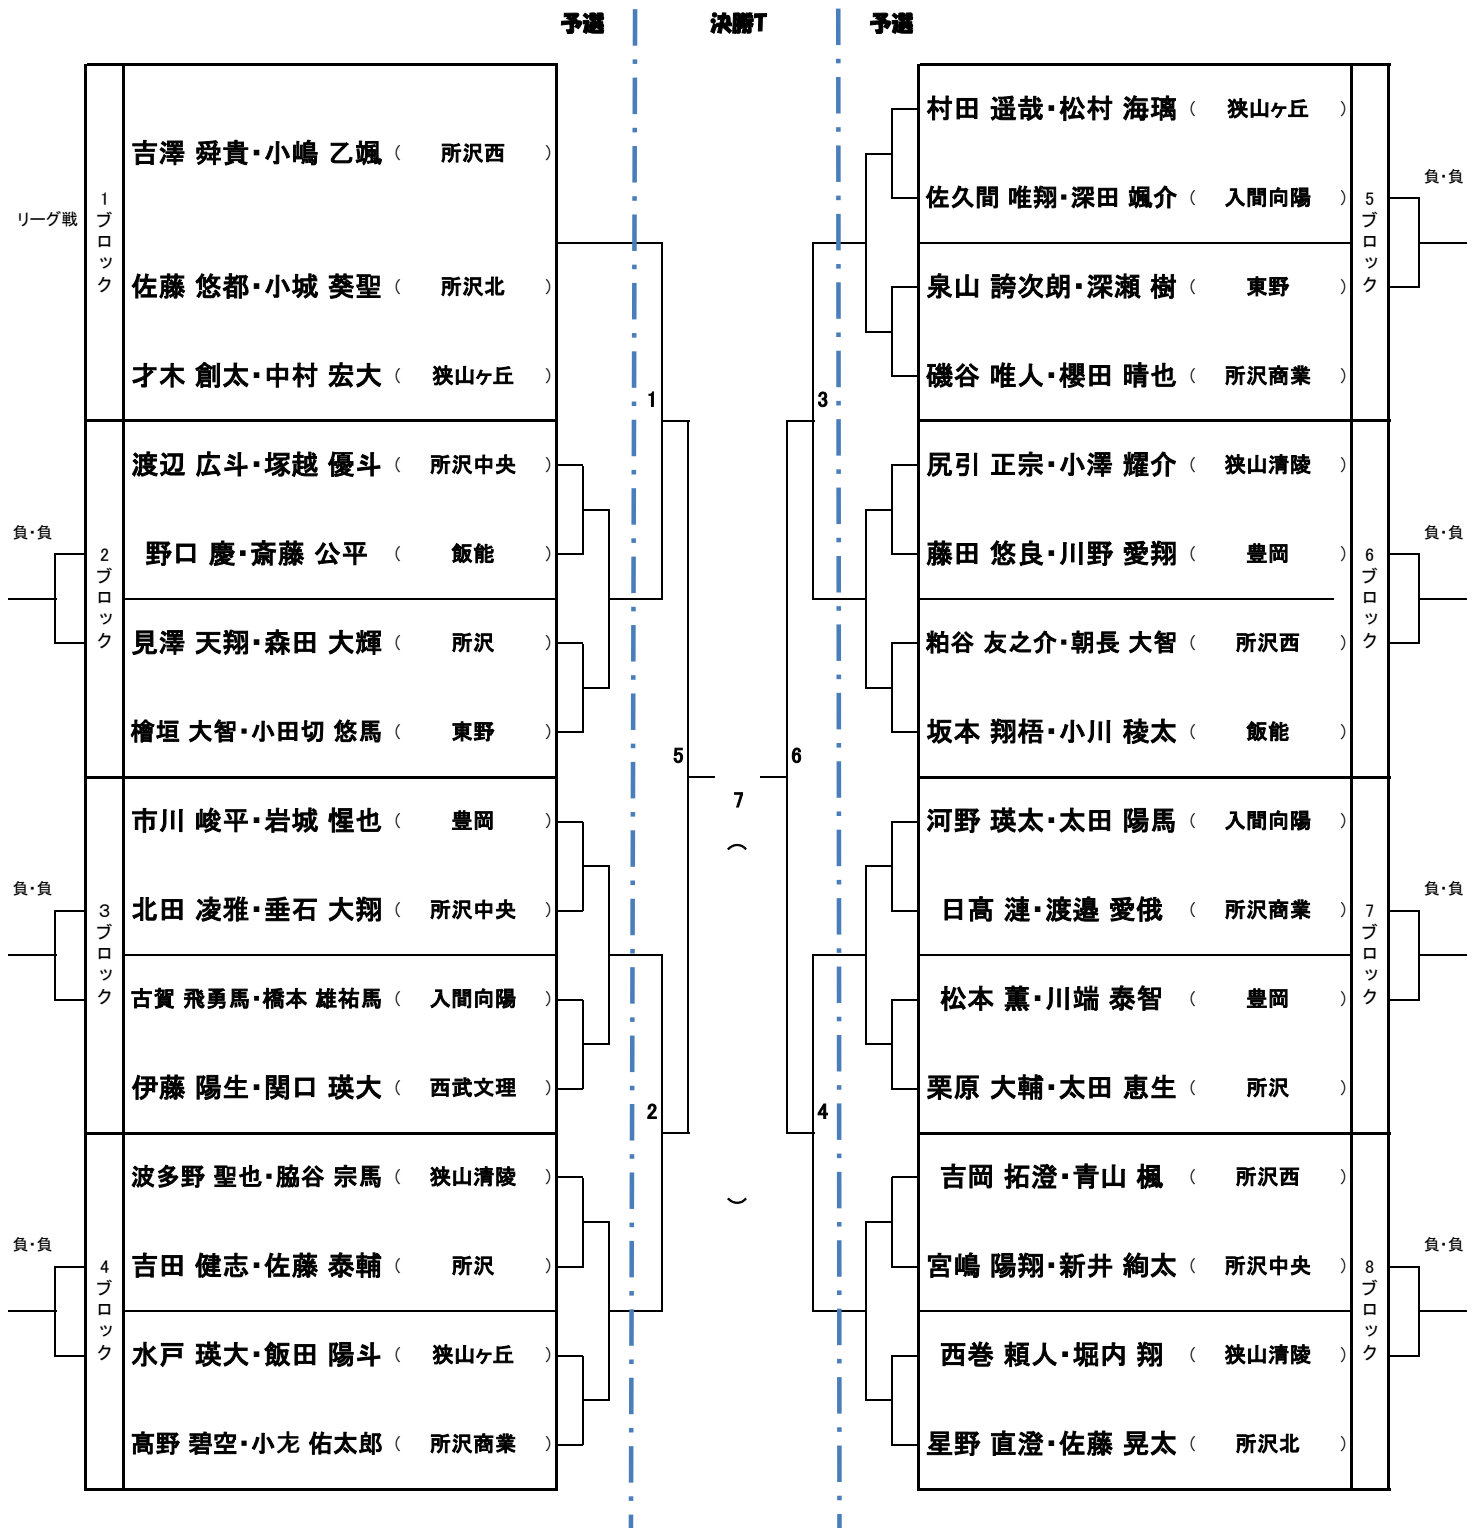 予選 決勝T 予選
リーグ戦
1ブロック
吉澤 舜貴・小嶋 乙颯 ( 所沢西 )
佐藤 悠都・小城 葵聖 ( 所沢北 )
才木 創太・中村 宏大 ( 狭山ヶ丘 )
負・負
2ブロック
渡辺 広斗・塚越 優斗 ( 所沢中央 )
野口 慶・斎藤 公平 ( 飯能 )
見澤 天翔・森田 大輝 ( 所沢 )
檜垣 大智・小田切 悠馬 ( 東野 )
負・負
3ブロック
市川 峻平・岩城 惺也 ( 豊岡 )
北田 凌雅・垂石 大翔 ( 所沢中央 )
古賀 飛勇馬・橋本 雄祐馬 ( 入間向陽 )
伊藤 陽生・関口 瑛大 ( 西武文理 )
負・負
4ブロック
波多野 聖也・脇谷 宗馬 ( 狭山清陵 )
吉田 健志・佐藤 泰輔 ( 所沢 )
水戸 瑛大・飯田 陽斗 ( 狭山ヶ丘 )
髙野 碧空・小尢 佑太郎 ( 所沢商業 )
1
2
5
7
(
)
6
3
4
村田 遥哉・松村 海璃 ( 狭山ヶ丘 )
佐久間 唯翔・深田 颯介 ( 入間向陽 )
泉山 誇次朗・深瀬 樹 ( 東野 )
磯谷 唯人・櫻田 晴也 ( 所沢商業 )
5ブロック
負・負
尻引 正宗・小澤 耀介 ( 狭山清陵 )
藤田 悠良・川野 愛翔 ( 豊岡 )
粕谷 友之介・朝長 大智 ( 所沢西 )
坂本 翔梧・小川 稜太 ( 飯能 )
6ブロック
負・負
河野 瑛太・太田 陽馬 ( 入間向陽 )
日髙 漣・渡邉 愛俄 ( 所沢商業 )
松本 薫・川端 泰智 ( 豊岡 )
栗原 大輔・太田 恵生 ( 所沢 )
7ブロック
負・負
吉岡 拓澄・青山 楓 ( 所沢西 )
宮嶋 陽翔・新井 絢太 ( 所沢中央 )
西巻 頼人・堀内 翔 ( 狭山清陵 )
星野 直澄・佐藤 晃太 ( 所沢北 )
8ブロック
負・負